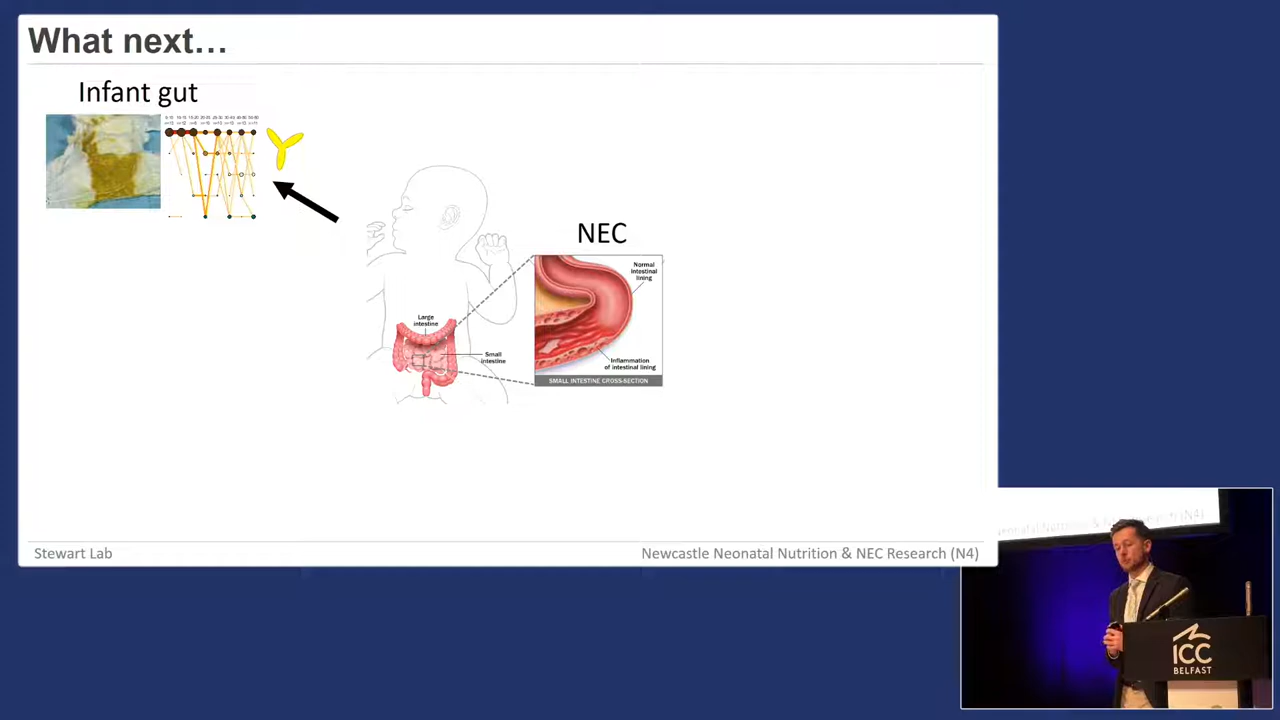 What next…
Infant gut
NEC
Normal
intestinal
lining
Large
intestine
Small
intestine
Inflammation
of intestinal lining
SMALL INTESTINE CROSS-SECTION
Stewart Lab
Newcastle Neonatal Nutrition & NEC Research (N4)
ICC
BELFAST